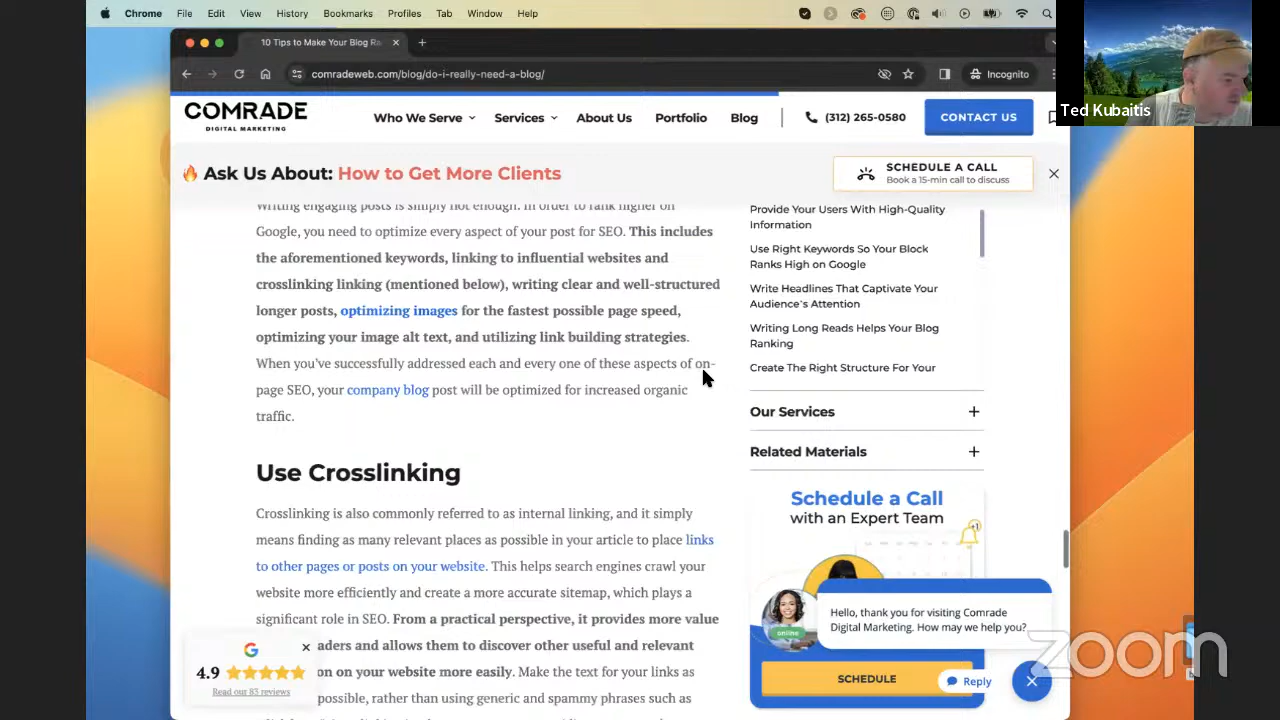 Chrome File Edit View History Bookmarks Profiles Tab Window Help
10 Tips to Make Your Blog Ra
comradeweb.com/blog/do-i-really-need-a-blog/
Incognito
Ted Kubaitis
COMRADE
DIGITAL MARKETING
Who We Serve
Services
About Us
Portfolio
Blog
(312) 265-0580
CONTACT US
Ask Us About: How to Get More Clients
SCHEDULE A CALL
Book a 15-min call to discuss
Writing engaging posts is simply not enough. In order to rank higher on
Google, you need to optimize every aspect of your post for SEO. This includes
the aforementioned keywords, linking to influential websites and
crosslinking linking (mentioned below), writing clear and well-structured
longer posts, optimizing images for the fastest possible page speed,
optimizing your image alt text, and utilizing link building strategies.
When you've successfully addressed each and every one of these aspects of on-
page SEO, your company blog post will be optimized for increased organic
traffic.
Use Crosslinking
Crosslinking is also commonly referred to as internal linking, and it simply
means finding as many relevant places as possible in your article to place links
to other pages or posts on your website. This helps search engines crawl your
website more efficiently and create a more accurate sitemap, which plays a
significant role in SEO. From a practical perspective, it provides more value
aders and allows them to discover other useful and relevant
on on your website more easily. Make the text for your links as
possible, rather than using generic and spammy phrases such as
4.9
Read our 83 reviews
Provide Your Users With High-Quality
Information
Use Right Keywords So Your Block
Ranks High on Google
Write Headlines That Captivate Your
Audience's Attention
Writing Long Reads Helps Your Blog
Ranking
Create The Right Structure For Your
Our Services +
Related Materials +
Schedule a Call
with an Expert Team
+1
online
Hello, thank you for visiting Comrade
Digital Marketing. How may we help you?
SCHEDULE
Reply
zoom